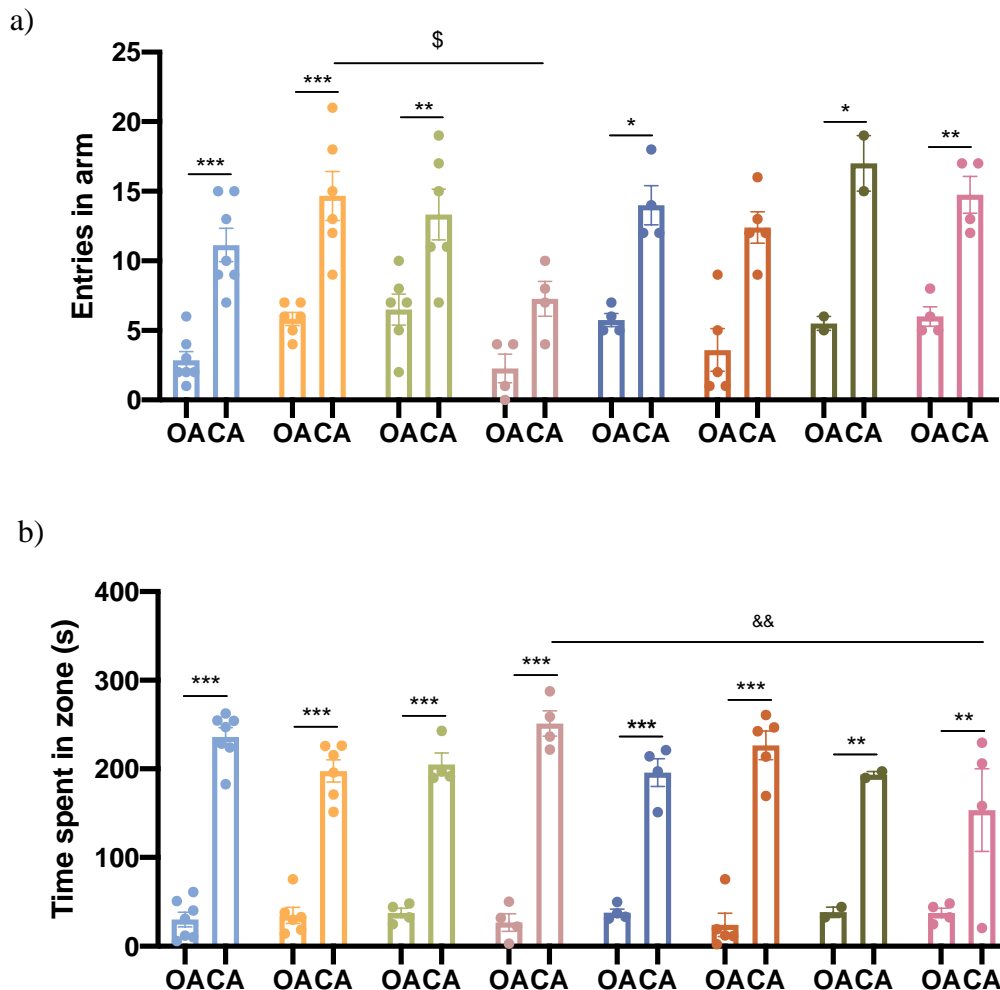 a)
$
25
20
15
10
5
0
Entries in arm
*** *** ** * * **
OACA OACA OACA OACA OACA OACA OACA OACA
b)
&&
400
300
200
100
0
Time spent in zone (s)
*** *** *** *** *** *** ** **
OACA OACA OACA OACA OACA OACA OACA OACA